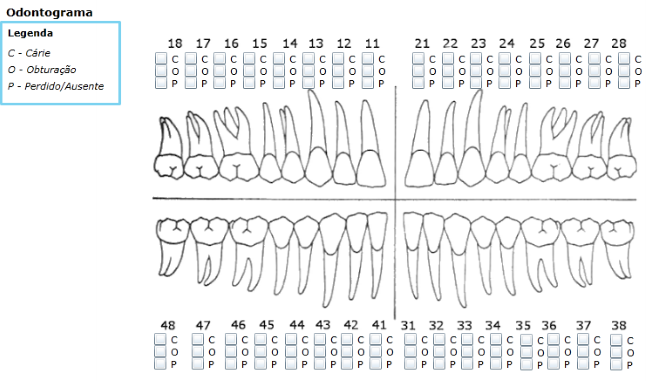 Odontograma
Legenda
C - Cárie
O - Obturação
P - Perdido/Ausente
18 17 16 15 14 13 12 11 21 22 23 24 25 26 27 28
C C C C C C C C C C C C C C C C
O O O O O O O O O O O O O O O O
P P P P P P P P P P P P P P P P
48 47 46 45 44 43 42 41 31 32 33 34 35 36 37 38
C C C C C C C C C C C C C C C C
O O O O O O O O O O O O O O O O
P P P P P P P P P P P P P P P P